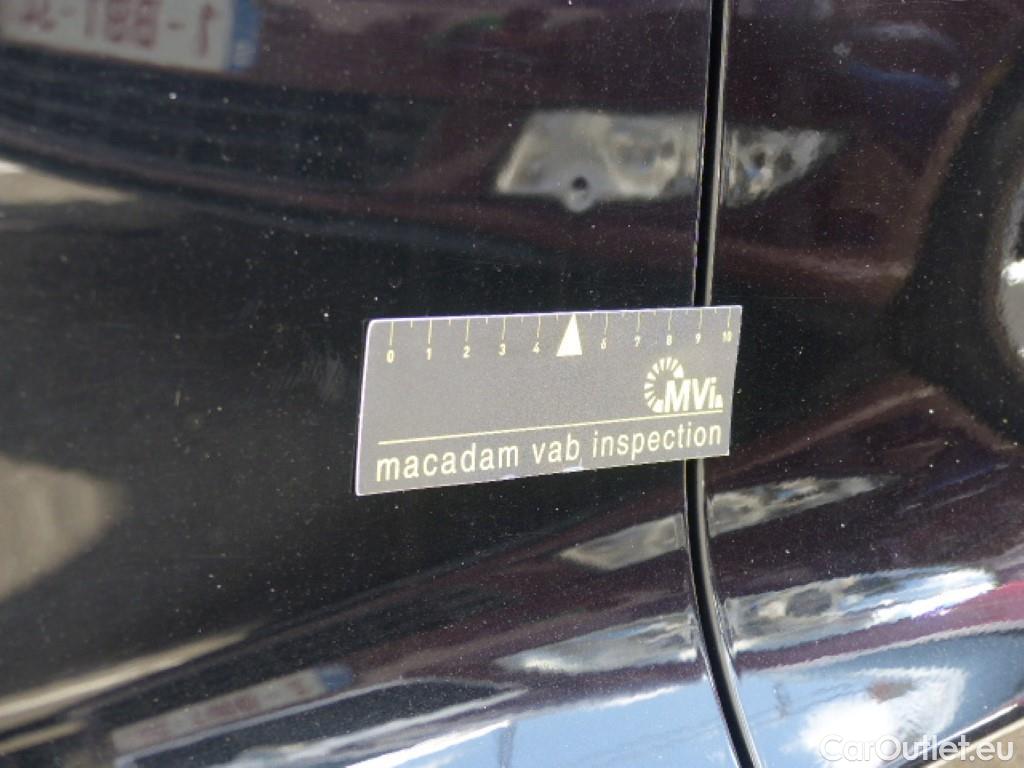 0 1 2 3 4 6 7 8 9 10
MVi
macadam vab inspection
CarOutlet.eu